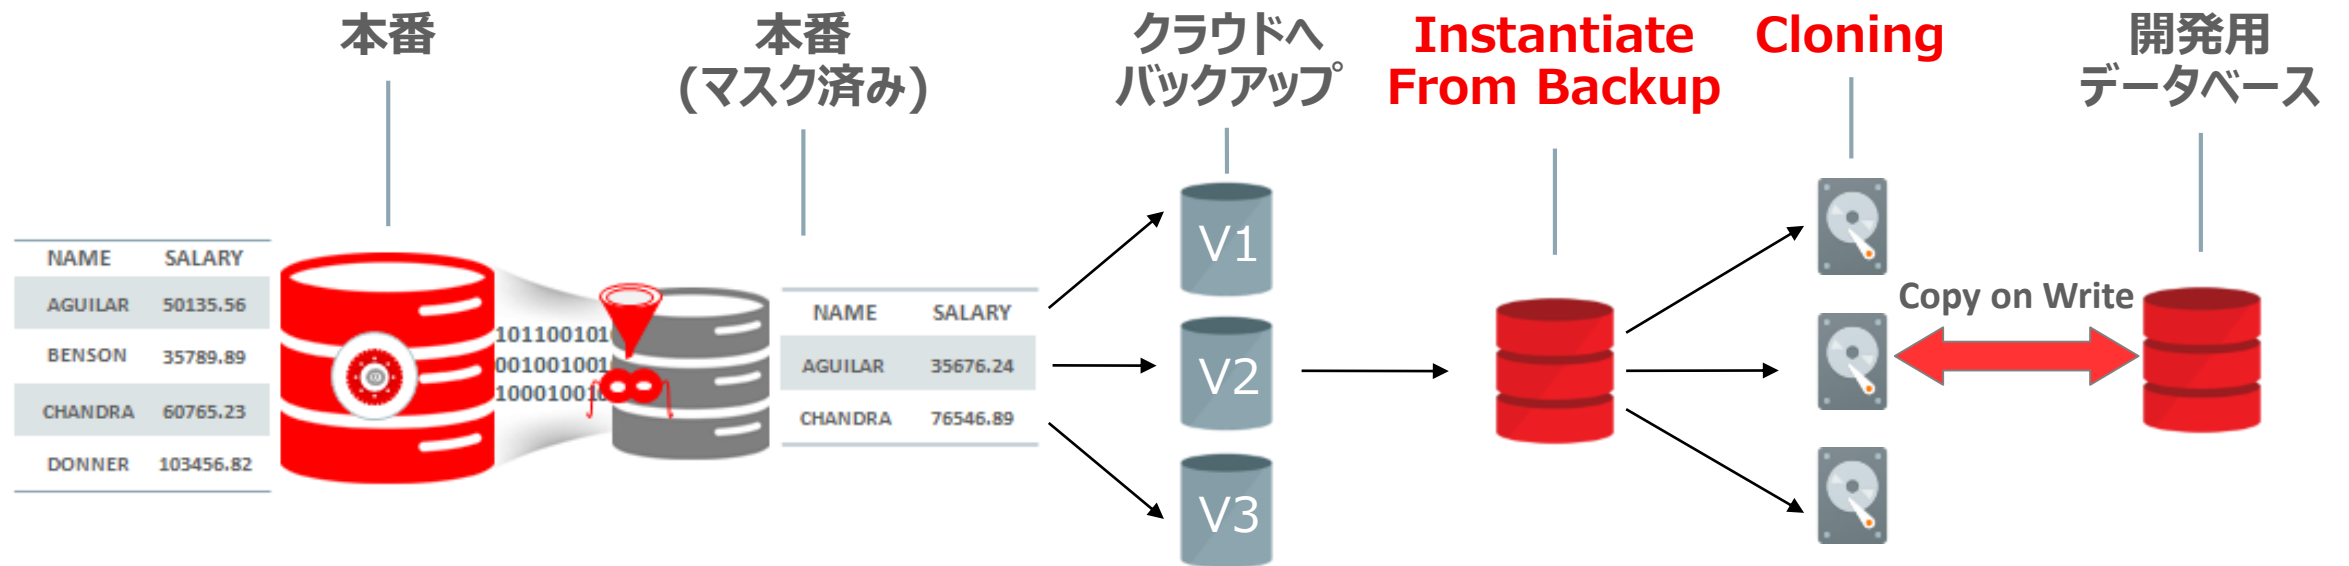 本番
本番
(マスク済み)
クラウドへ
バックアップ
Instantiate
From Backup
Cloning
開発用
データベース
NAME SALARY
AGUILAR 50135.56
BENSON 35789.89
CHANDRA 60765.23
DONNER 103456.82
101100101
001001001
10001001
NAME SALARY
AGUILAR 35676.24
CHANDRA 76546.89
V1
V2
V3
Copy on Write